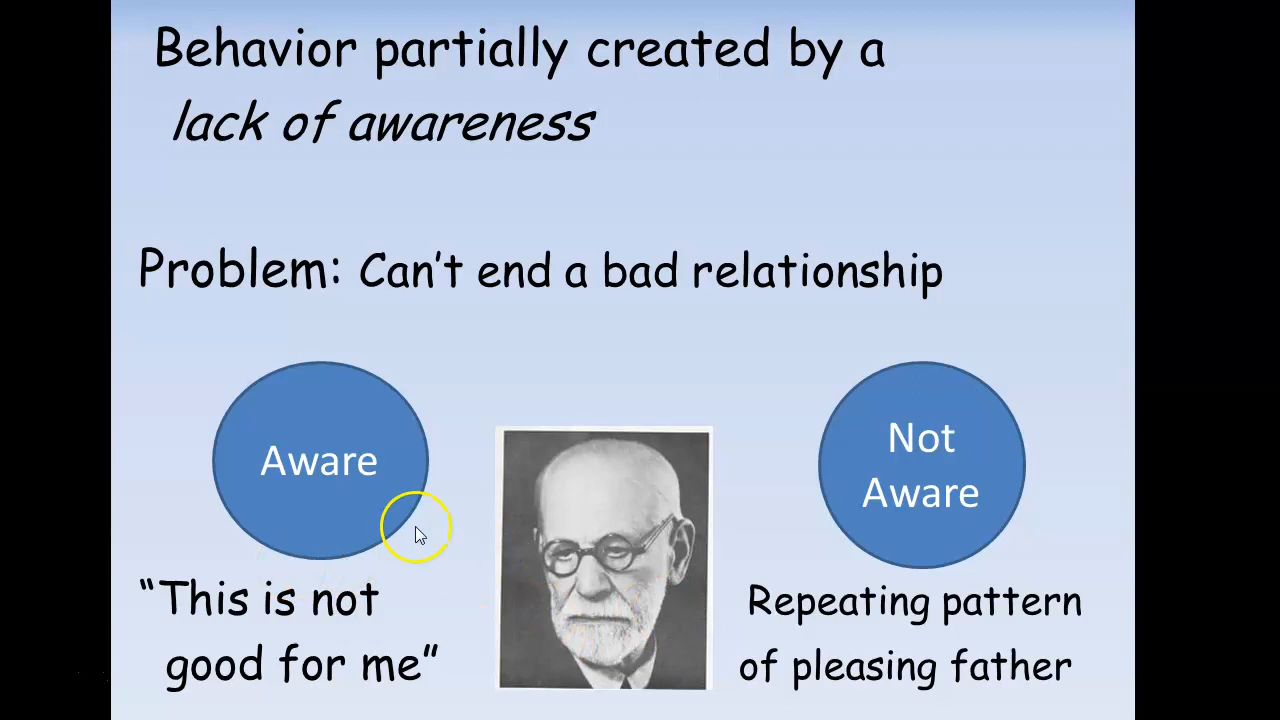 Behavior partially created by a
lack of awareness
Problem: Can't end a bad relationship
Aware
Not
Aware
“This is not
good for me”
Repeating pattern
of pleasing father